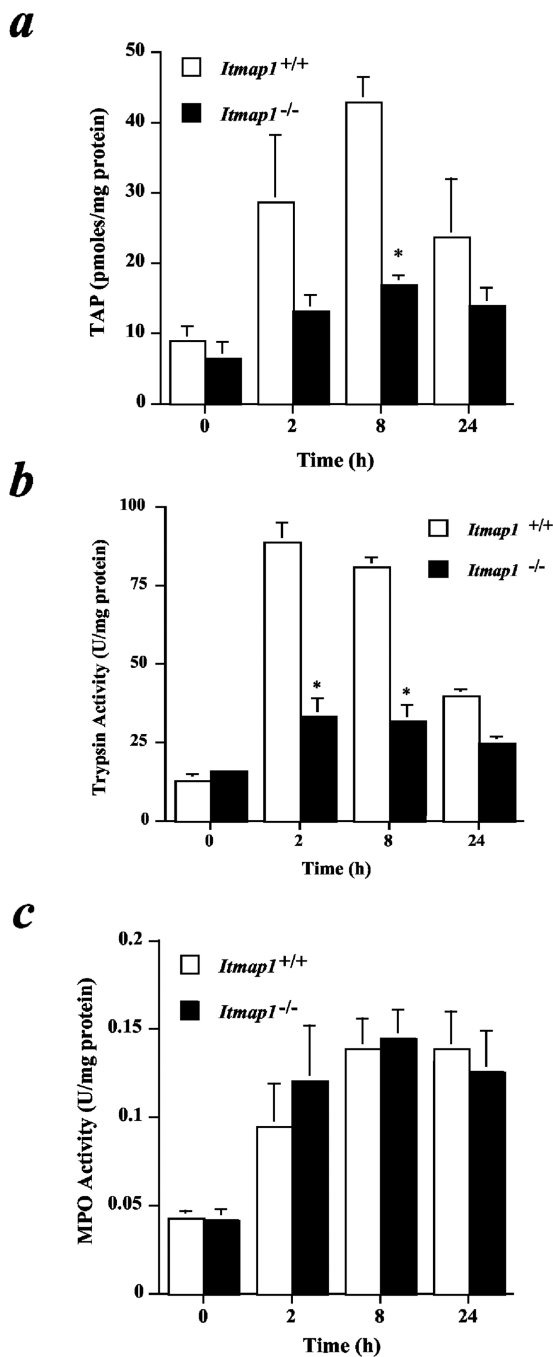 a
50
40
30
20
10
0
TAP (pmoles/mg protein)
Itmap1 +/+
Itmap1 -/-
*
0 2 8 24
Time (h)
b
100
75
50
25
0
Trypsin Activity (U/mg protein)
Itmap1 +/+
Itmap1 -/-
* *
0 2 8 24
Time (h)
c
0.2
0.15
0.1
0.05
0
MPO Activity (U/mg protein)
Itmap1 +/+
Itmap1 -/-
0 2 8 24
Time (h)